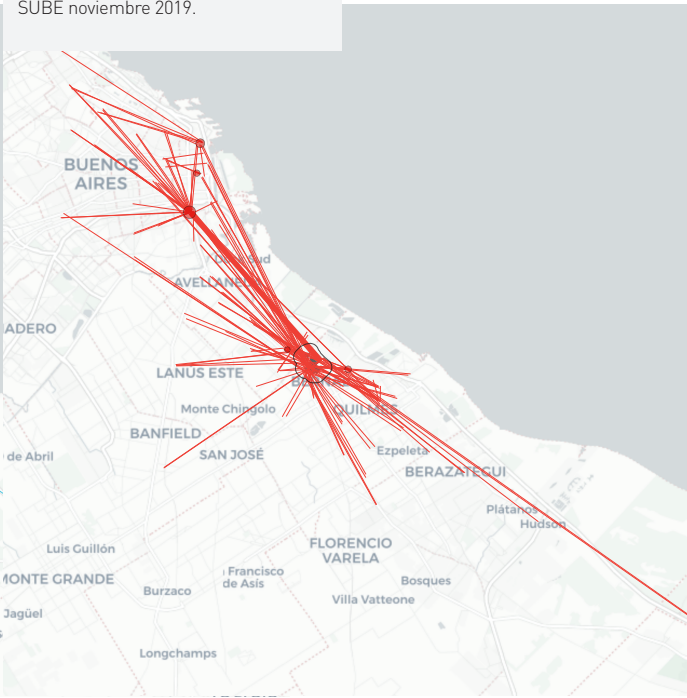 SUBE noviembre 2019.
BUENOS
AIRES
Sud
AVELLANEDA
ADERO
LANUS ESTE
Monte Chingolo
QUILMES
BANFIELD
SAN JOSÉ
de Abril
Ezpeleta
BERAZATEGUI
Plátanos
Hudson
Luis Guillón
FLORENCIO
VARELA
MONTE GRANDE
Francisco
de Asís
Burzaco
Bosques
Villa Vatteone
Jagüel
Longchamps